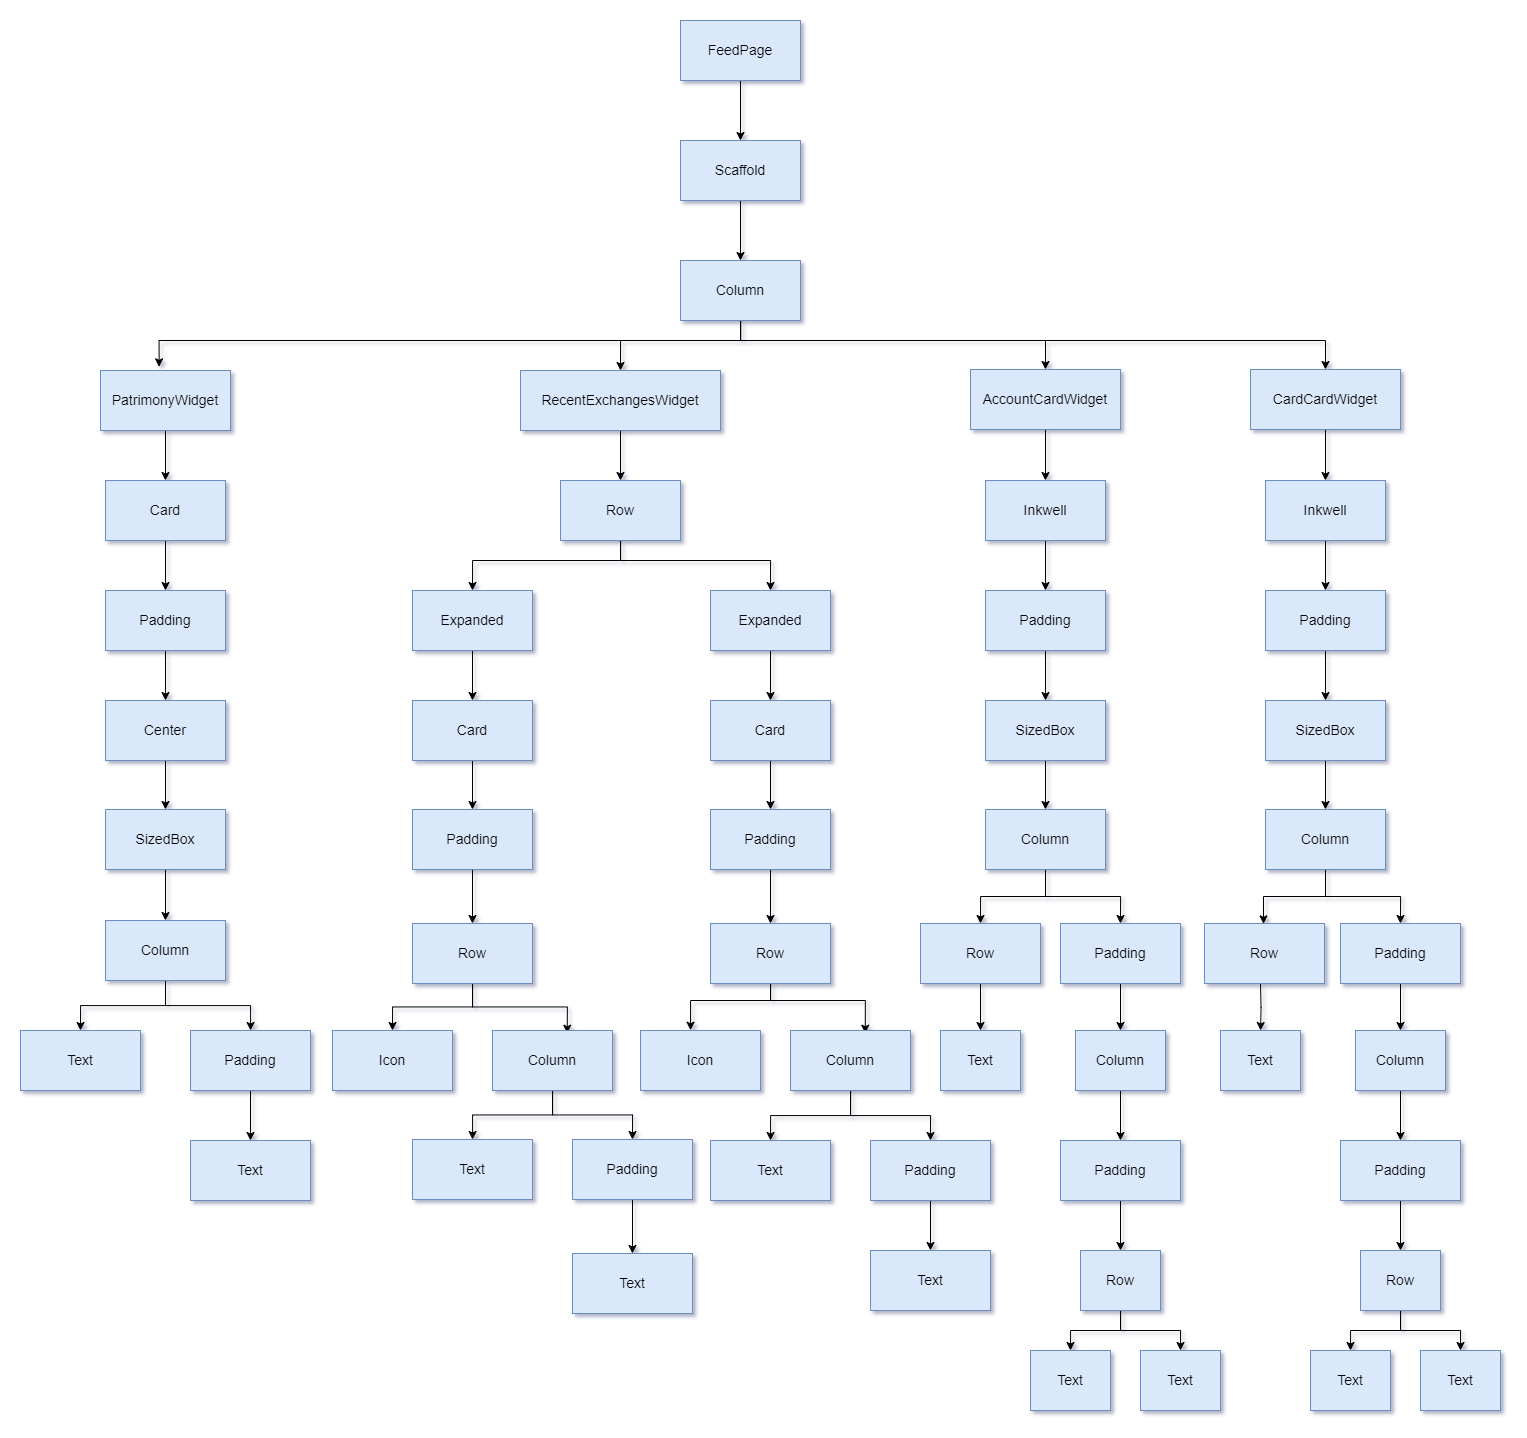 FeedPage
Scaffold
Column
PatrimonyWidget
RecentExchangesWidget
AccountCardWidget
CardCardWidget
Card
Row
Inkwell
Inkwell
Padding
Expanded
Expanded
Padding
Padding
Center
Card
Card
SizedBox
SizedBox
SizedBox
Padding
Padding
Column
Column
Column
Row
Row
Row
Padding
Row
Padding
Text
Padding
Icon
Column
Icon
Column
Text
Column
Text
Column
Text
Text
Padding
Text
Padding
Padding
Padding
Text
Text
Row
Row
Text
Text
Text
Text